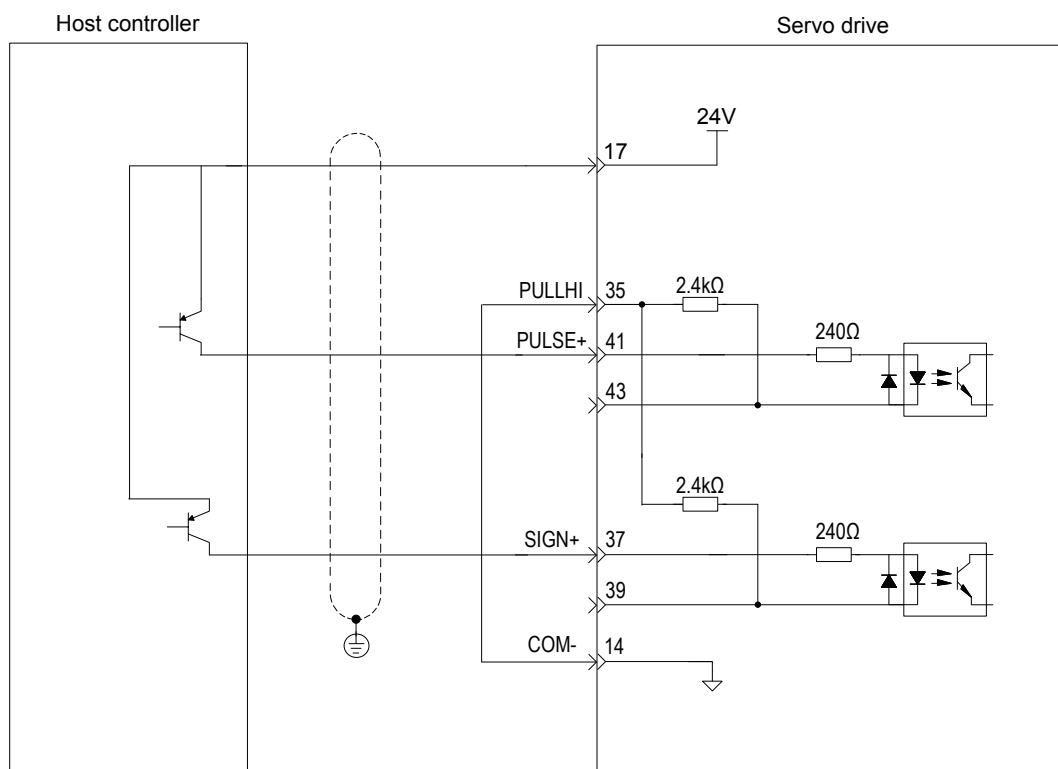 Host controller
Servo drive
24V
17
PULLHI 35 2.4kΩ
PULSE+ 41 240Ω
43
2.4kΩ
SIGN+ 37 240Ω
39
COM- 14